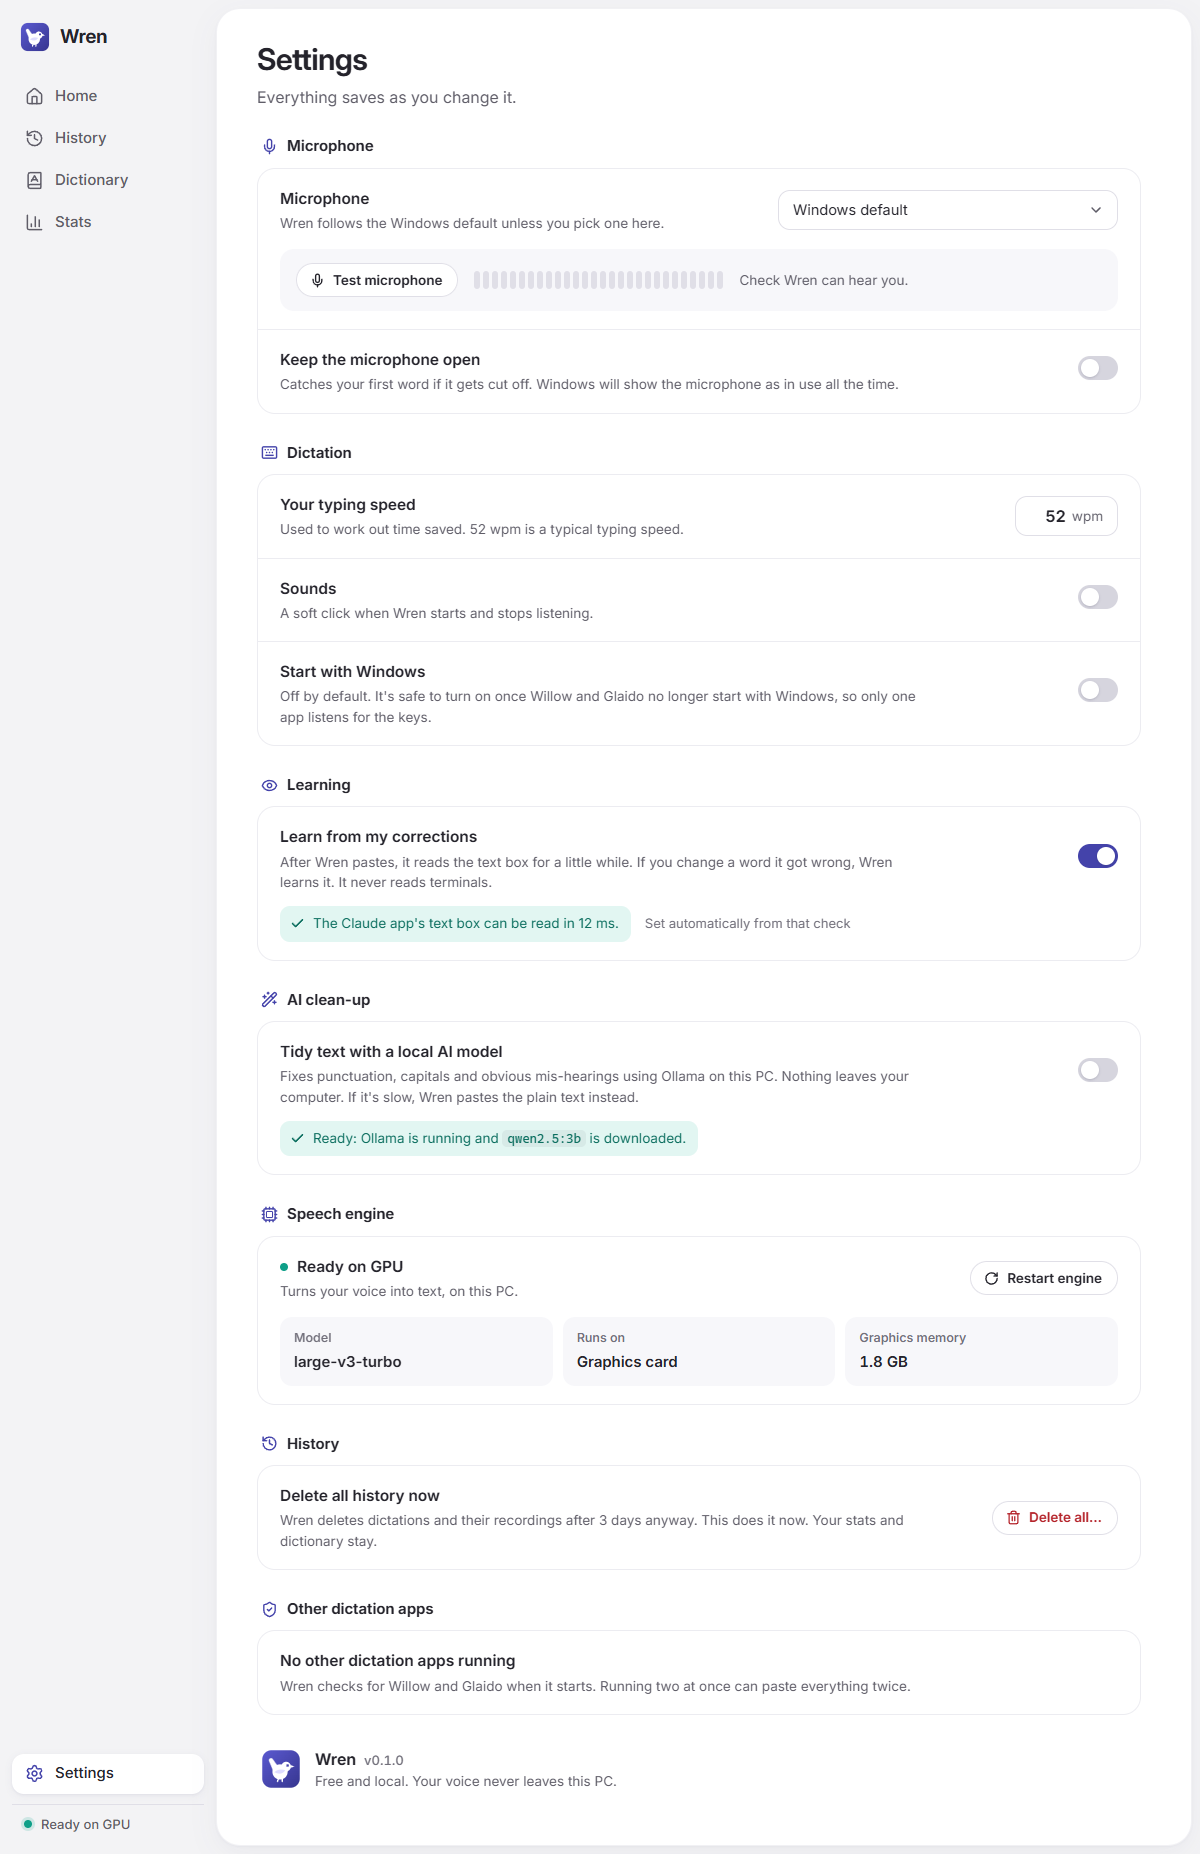 Wren
Home
History
Dictionary
Stats
Settings
Everything saves as you change it.
Microphone
Microphone
Wren follows the Windows default unless you pick one here.
Windows default
Test microphone
Check Wren can hear you.
Keep the microphone open
Catches your first word if it gets cut off. Windows will show the microphone as in use all the time.
Dictation
Your typing speed
Used to work out time saved. 52 wpm is a typical typing speed.
52 wpm
Sounds
A soft click when Wren starts and stops listening.
Start with Windows
Off by default. It's safe to turn on once Willow and Glaido no longer start with Windows, so only one
app listens for the keys.
Learning
Learn from my corrections
After Wren pastes, it reads the text box for a little while. If you change a word it got wrong, Wren
learns it. It never reads terminals.
The Claude app's text box can be read in 12 ms.
Set automatically from that check
AI clean-up
Tidy text with a local AI model
Fixes punctuation, capitals and obvious mis-hearings using Ollama on this PC. Nothing leaves your
computer. If it's slow, Wren pastes the plain text instead.
Ready: Ollama is running and qwen2.5:3b is downloaded.
Speech engine
Ready on GPU
Turns your voice into text, on this PC.
Restart engine
Model
large-v3-turbo
Runs on
Graphics card
Graphics memory
1.8 GB
History
Delete all history now
Wren deletes dictations and their recordings after 3 days anyway. This does it now. Your stats and
dictionary stay.
Delete all...
Other dictation apps
No other dictation apps running
Wren checks for Willow and Glaido when it starts. Running two at once can paste everything twice.
Wren v0.1.0
Free and local. Your voice never leaves this PC.
Settings
Ready on GPU